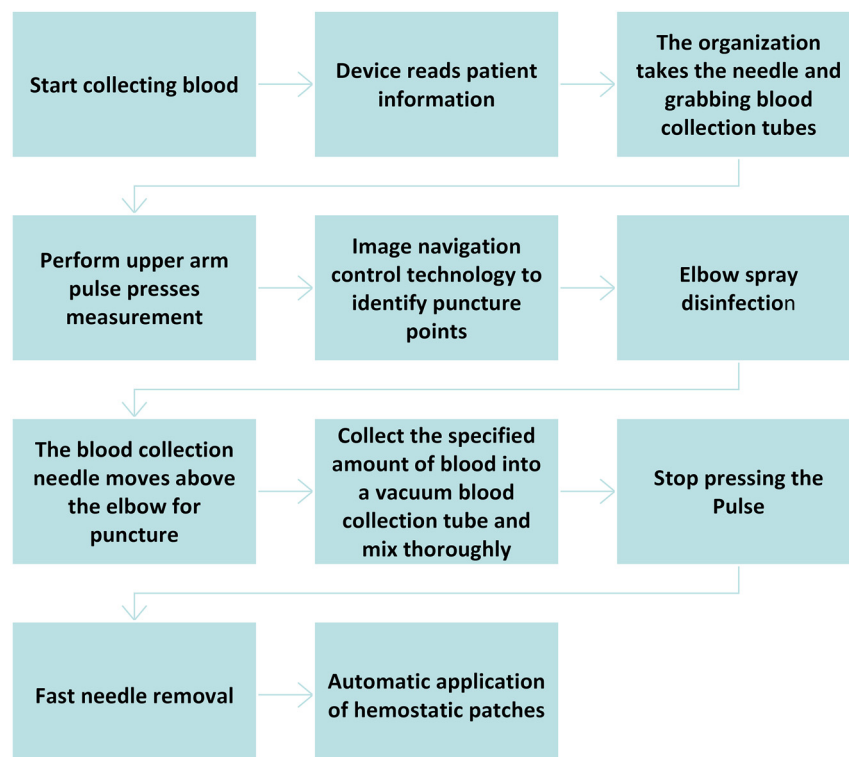 Start collecting blood
Device reads patient
information
The organization
takes the needle and
grabbing blood
collection tubes
Perform upper arm
pulse presses
measurement
Image navigation
control technology to
identify puncture
points
Elbow spray
disinfection
The blood collection
needle moves above
the elbow for
puncture
Collect the specified
amount of blood into
a vacuum blood
collection tube and
mix thoroughly
Stop pressing the
Pulse
Fast needle removal
Automatic application
of hemostatic patches